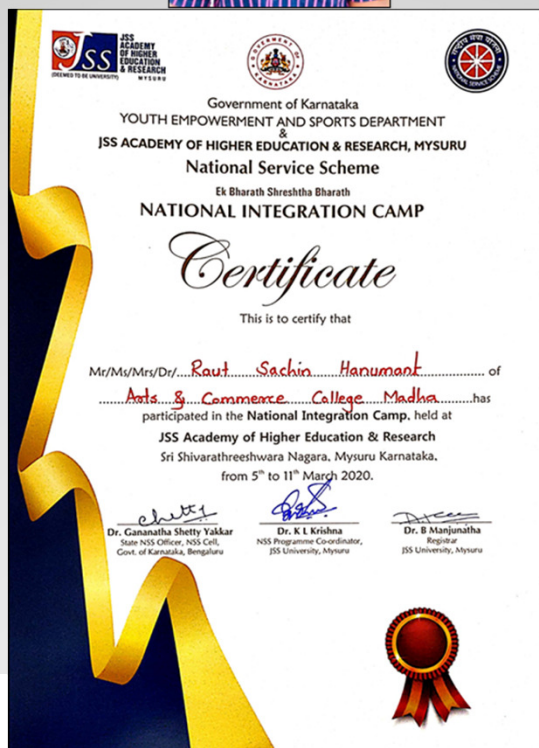 JSS
JSS
ACADEMY
OF HIGHER
EDUCATION
& RESEARCH
MYSURU
(DEEMED TO BE UNIVERSITY)
Government of Karnataka
YOUTH EMPOWERMENT AND SPORTS DEPARTMENT
&
JSS ACADEMY OF HIGHER EDUCATION & RESEARCH, MYSURU
National Service Scheme
Ek Bharath Shreshtha Bharath
NATIONAL INTEGRATION CAMP
Certificate
This is to certify that
Mr/Ms/Mrs/Dr/. Raut Sachin Hanumant of
Arts & Commerce College Madha has
participated in the National Integration Camp, held at
JSS Academy of Higher Education & Research
Sri Shivarathreeshwara Nagara, Mysuru Karnataka.
from 5th to 11th March 2020.
Dr. Gananatha Shetty Yakkar
State NSS Officer, NSS Cell,
Govt. of Karnataka, Bengaluru
Dr. K L Krishna
NSS Programme Co-ordinator,
JSS University, Mysuru
Dr. B Manjunatha
Registrar
JSS University, Mysuru